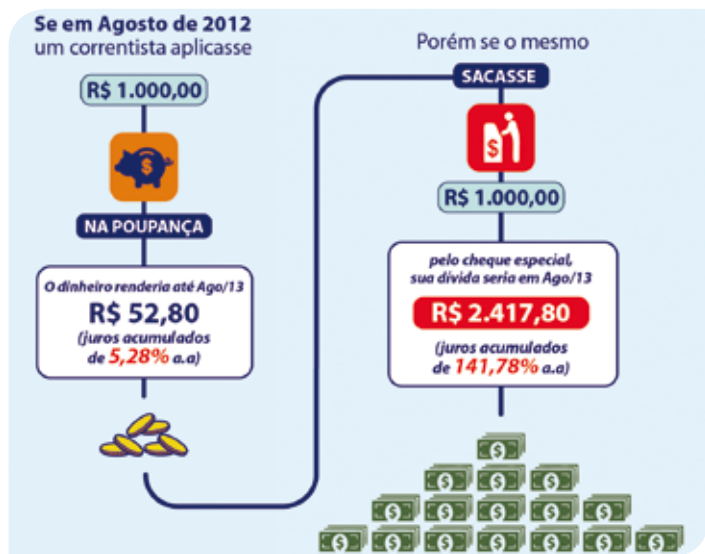 Se em Agosto de 2012
um correntista aplicasse
R$ 1.000,00
$
NA POUPANÇA
O dinheiro renderia até Ago/13
R$ 52,80
(juros acumulados
de 5,28% a.a)
Porém se o mesmo
SACASSE
$
R$ 1.000,00
pelo cheque especial,
sua dívida seria em Ago/13
R$ 2.417,80
(juros acumulados
de 141,78% a.a)
$
$ $ $
$ $ $ $ $
$ $ $ $ $ $ $